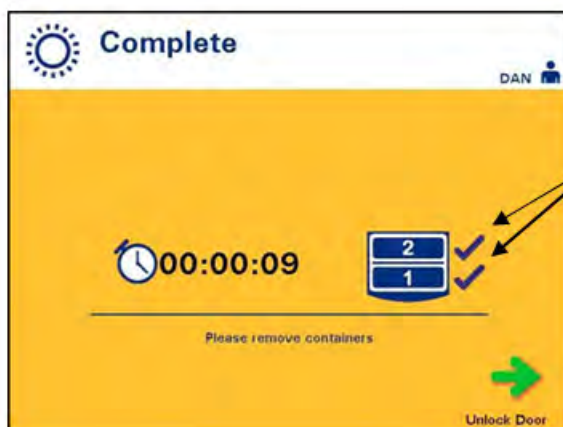 Complete
DAN
00:00:09
2
1
Please remove containers
Unlock Door